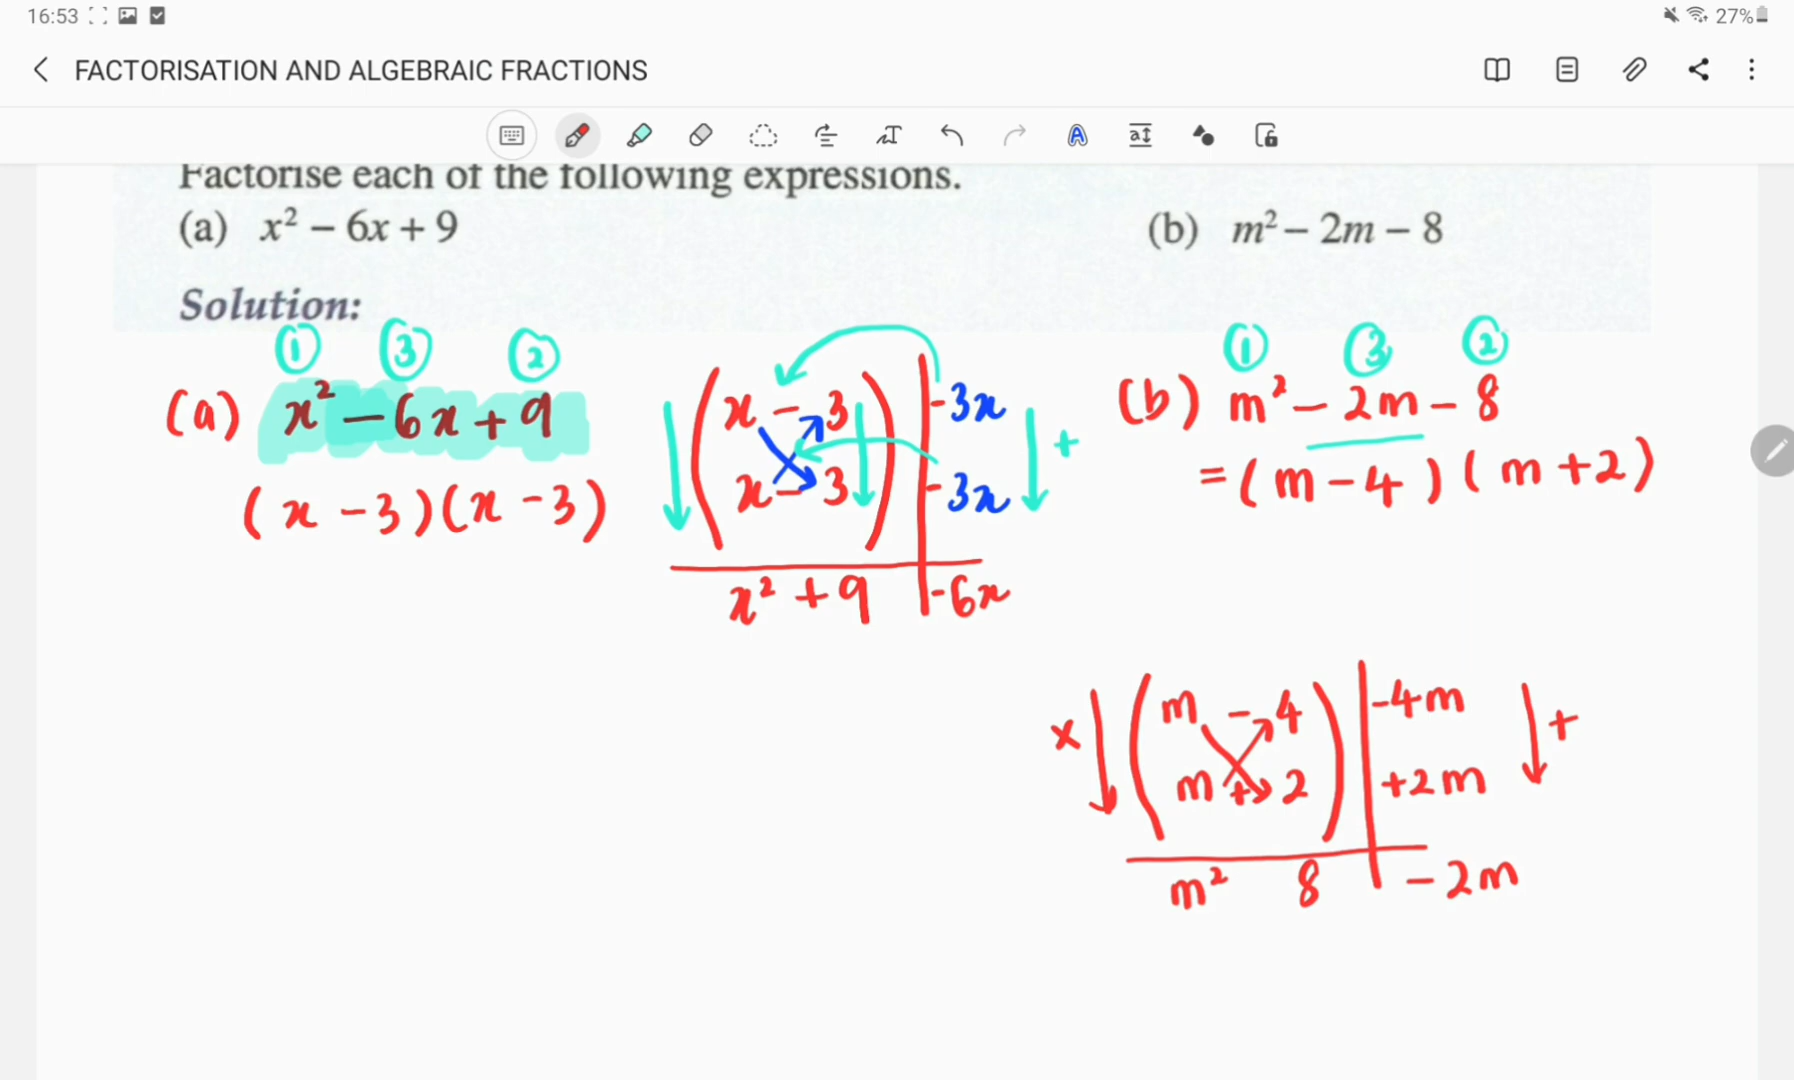 16:53
27%
FACTORISATION AND ALGEBRAIC FRACTIONS
Factorise each of the following expressions.
(a) x² – 6x + 9
(b) m² – 2m – 8
Solution:
① ③ ②
(a) x² – 6x + 9
(x – 3)(x – 3)
x – 3 | -3x
x – 3 | -3x
+
x² + 9 | -6x
① ③ ②
(b) m² – 2m – 8
= (m – 4)(m + 2)
x
m – 4 | -4m
m + 2 | +2m
+
m² 8 | – 2m